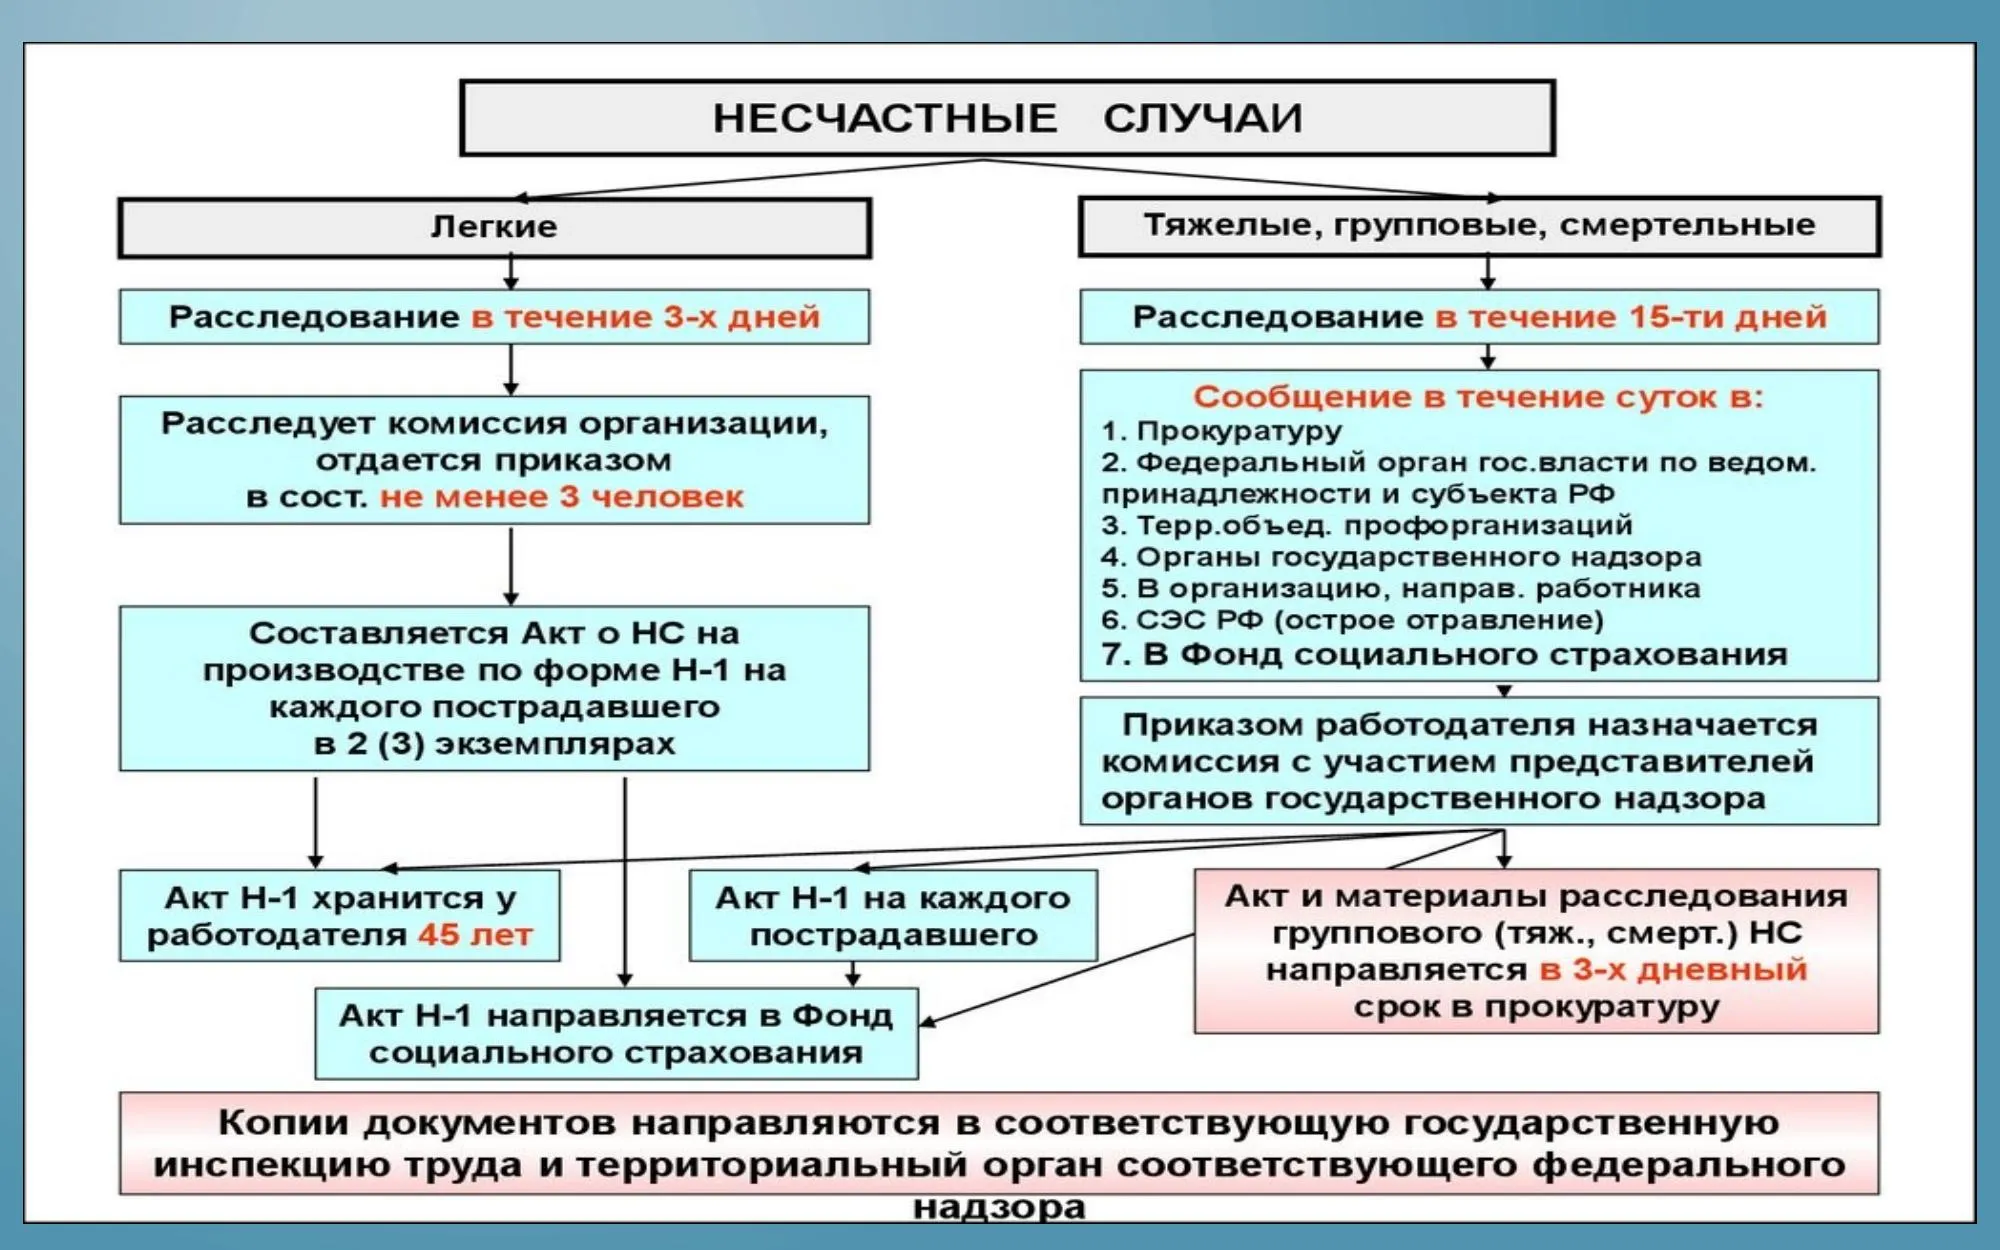 НЕСЧАСТНЫЕ СЛУЧАИ
Легкие
Расследование в течение 3-х дней
Расследует комиссия организации,
отдается приказом
в сост. не менее 3 человек
Составляется Акт о НС на
производстве по форме Н-1 на
каждого пострадавшего
в 2 (3) экземплярах
Тяжелые, групповые, смертельные
Расследование в течение 15-ти дней
Сообщение в течение суток в:
1. Прокуратуру
2. Федеральный орган гос.власти по ведом.
принадлежности и субъекта РФ
3. Терр.объед. профорганизаций
4. Органы государственного надзора
5. В организацию, направ. работника
6. СЭС РФ (острое отравление)
7. В Фонд социального страхования
Приказом работодателя назначается
комиссия с участием представителей
органов государственного надзора
Акт Н-1 хранится у
работодателя 45 лет
Акт Н-1 на каждого
пострадавшего
Акт и материалы расследования
группового (тяж., смерт.) НС
направляется в 3-х дневный
срок в прокуратуру
Акт Н-1 направляется в Фонд
социального страхования
Копии документов направляются в соответствующую государственную
инспекцию труда и территориальный орган соответствующего федерального
надзора